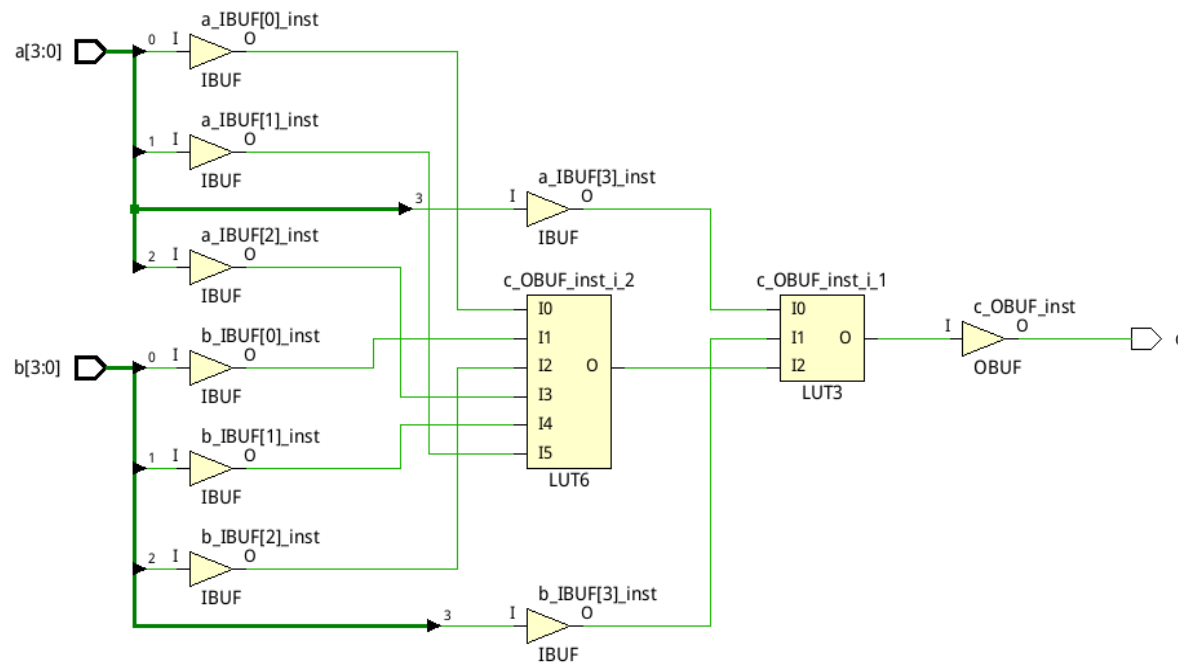 a[3:0]
0
I
a_IBUF[0]_inst
O
IBUF
1
I
a_IBUF[1]_inst
O
IBUF
3
I
a_IBUF[3]_inst
O
IBUF
2
I
a_IBUF[2]_inst
O
IBUF
b[3:0]
0
I
b_IBUF[0]_inst
O
IBUF
1
I
b_IBUF[1]_inst
O
IBUF
2
I
b_IBUF[2]_inst
O
IBUF
3
I
b_IBUF[3]_inst
O
IBUF
c_OBUF_inst_i_2
I0
I1
I2
O
I3
I4
I5
LUT6
c_OBUF_inst_i_1
I0
I1
O
I2
LUT3
c_OBUF_inst
I
O
OBUF